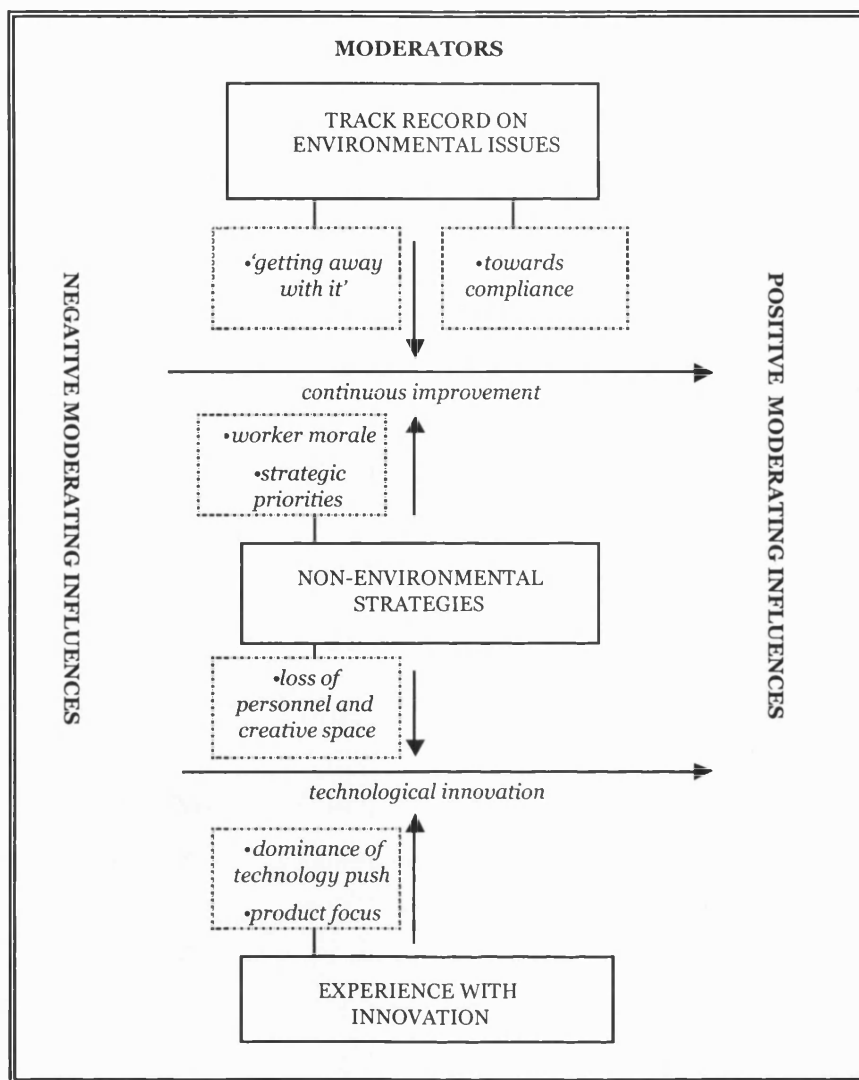 MODERATORS
TRACK RECORD ON
ENVIRONMENTAL ISSUES
•'getting away
with it'
•towards
compliance
NEGATIVE MODERATING INFLUENCES
POSITIVE MODERATING INFLUENCES
continuous improvement
•worker morale
•strategic
priorities
NON-ENVIRONMENTAL
STRATEGIES
•loss of
personnel and
creative space
technological innovation
•dominance of
technology push
•product focus
EXPERIENCE WITH
INNOVATION